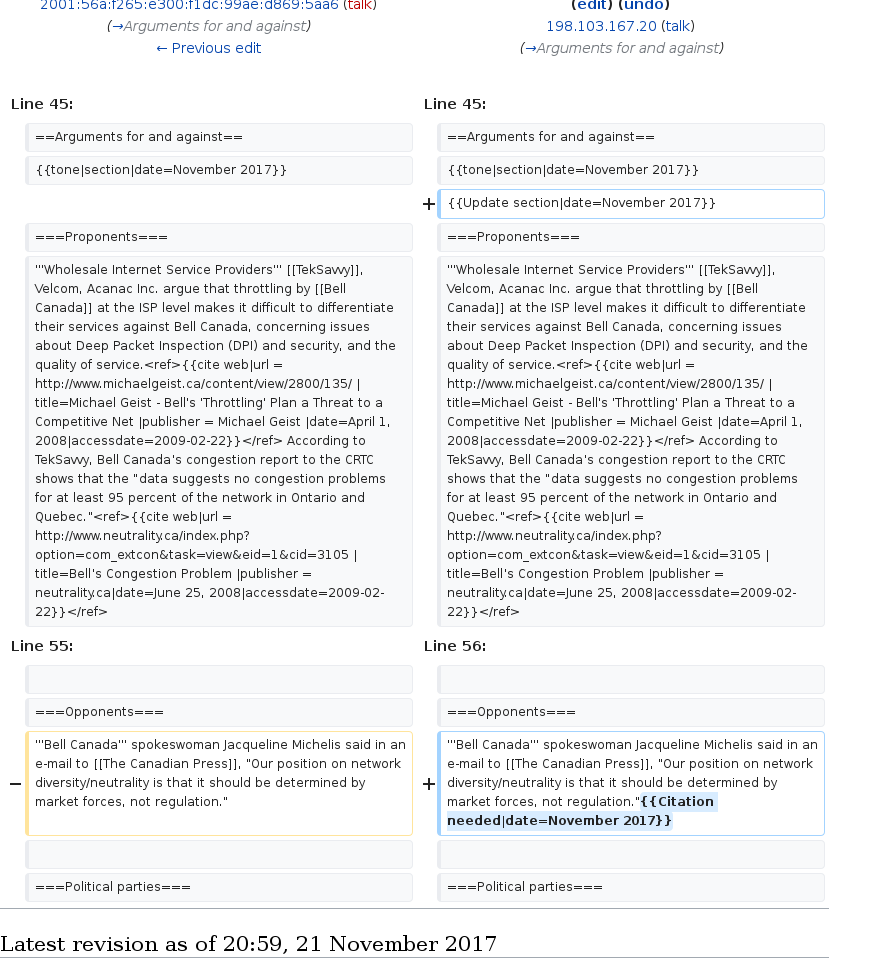 2001:56a:f265:e300:f1dc:99ae:d869:5aa6 (talk)
(→Arguments for and against)
← Previous edit
(edit) (undo)
198.103.167.20 (talk)
(→Arguments for and against)
Line 45:
Line 45:
==Arguments for and against==
==Arguments for and against==
{{tone|section|date=November 2017}}
{{tone|section|date=November 2017}}
+ {{Update section|date=November 2017}}
===Proponents===
===Proponents===
'''Wholesale Internet Service Providers''' [[TekSavvy]],
Velcom, Acanac Inc. argue that throttling by [[Bell
Canada]] at the ISP level makes it difficult to differentiate
their services against Bell Canada, concerning issues
about Deep Packet Inspection (DPI) and security, and the
quality of service.<ref>{{cite web|url =
http://www.michaelgeist.ca/content/view/2800/135/ |
title=Michael Geist - Bell's 'Throttling' Plan a Threat to a
Competitive Net |publisher = Michael Geist |date=April 1,
2008|accessdate=2009-02-22}}</ref> According to
TekSavvy, Bell Canada's congestion report to the CRTC
shows that the "data suggests no congestion problems
for at least 95 percent of the network in Ontario and
Quebec."<ref>{{cite web|url =
http://www.neutrality.ca/index.php?
option=com_extcon&task=view&eid=1&cid=3105 |
title=Bell's Congestion Problem |publisher =
neutrality.ca|date=June 25, 2008|accessdate=2009-02-
22}}</ref>
'''Wholesale Internet Service Providers''' [[TekSavvy]],
Velcom, Acanac Inc. argue that throttling by [[Bell
Canada]] at the ISP level makes it difficult to differentiate
their services against Bell Canada, concerning issues
about Deep Packet Inspection (DPI) and security, and the
quality of service.<ref>{{cite web|url =
http://www.michaelgeist.ca/content/view/2800/135/ |
title=Michael Geist - Bell's 'Throttling' Plan a Threat to a
Competitive Net |publisher = Michael Geist |date=April 1,
2008|accessdate=2009-02-22}}</ref> According to
TekSavvy, Bell Canada's congestion report to the CRTC
shows that the "data suggests no congestion problems
for at least 95 percent of the network in Ontario and
Quebec."<ref>{{cite web|url =
http://www.neutrality.ca/index.php?
option=com_extcon&task=view&eid=1&cid=3105 |
title=Bell's Congestion Problem |publisher =
neutrality.ca|date=June 25, 2008|accessdate=2009-02-
22}}</ref>
Line 55:
Line 56:
===Opponents===
===Opponents===
− '''Bell Canada''' spokeswoman Jacqueline Michelis said in an
e-mail to [[The Canadian Press]], "Our position on network
diversity/neutrality is that it should be determined by
market forces, not regulation."
+ '''Bell Canada''' spokeswoman Jacqueline Michelis said in an
e-mail to [[The Canadian Press]], "Our position on network
diversity/neutrality is that it should be determined by
market forces, not regulation."{{Citation
needed|date=November 2017}}
===Political parties===
===Political parties===
Latest revision as of 20:59, 21 November 2017